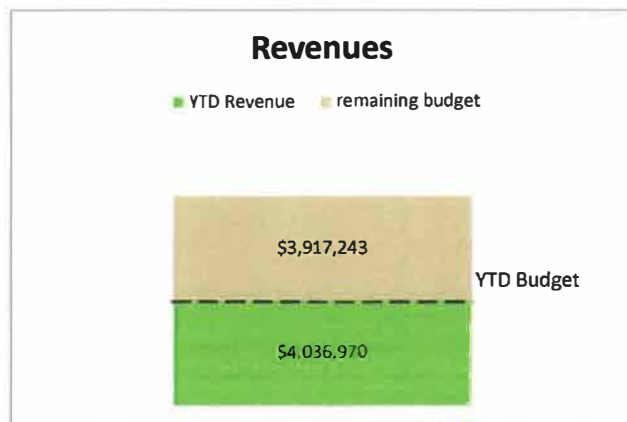 Revenues
YTD Revenue remaining budget
$3,917,243
YTD Budget
$4,036,970